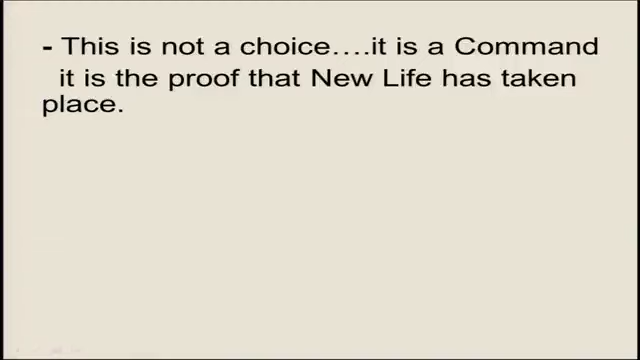 - This is not a choice….it is a Command
it is the proof that New Life has taken
place.